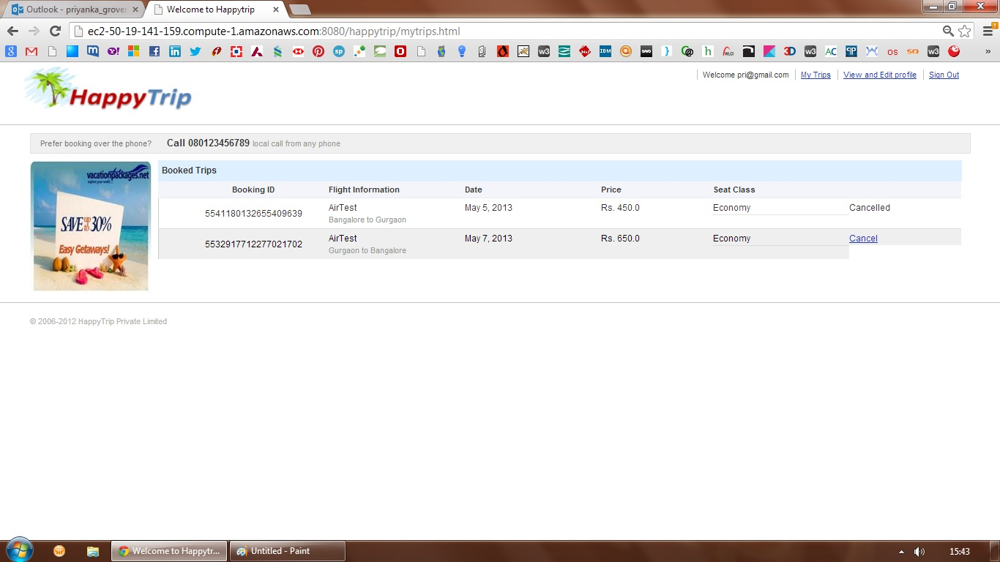 Outlook - priyanka_grover
Welcome to Happytrip
ec2-50-19-141-159.compute-1.amazonaws.com:8080/happytrip/mytrips.html
HappyTrip
Welcome pri@gmail.com My Trips View and Edit profile Sign Out
Prefer booking over the phone? Call 080123456789 local call from any phone
vacationpackages.net
SAVE up to 30%
Easy Getaways!
Booked Trips
Booking ID Flight Information Date Price Seat Class
5541180132655409639 AirTest May 5, 2013 Rs. 450.0 Economy Cancelled
Bangalore to Gurgaon
5532917712277021702 AirTest May 7, 2013 Rs. 650.0 Economy Cancel
Gurgaon to Bangalore
© 2006-2012 HappyTrip Private Limited
Welcome to Happytr... Untitled - Paint 15:43